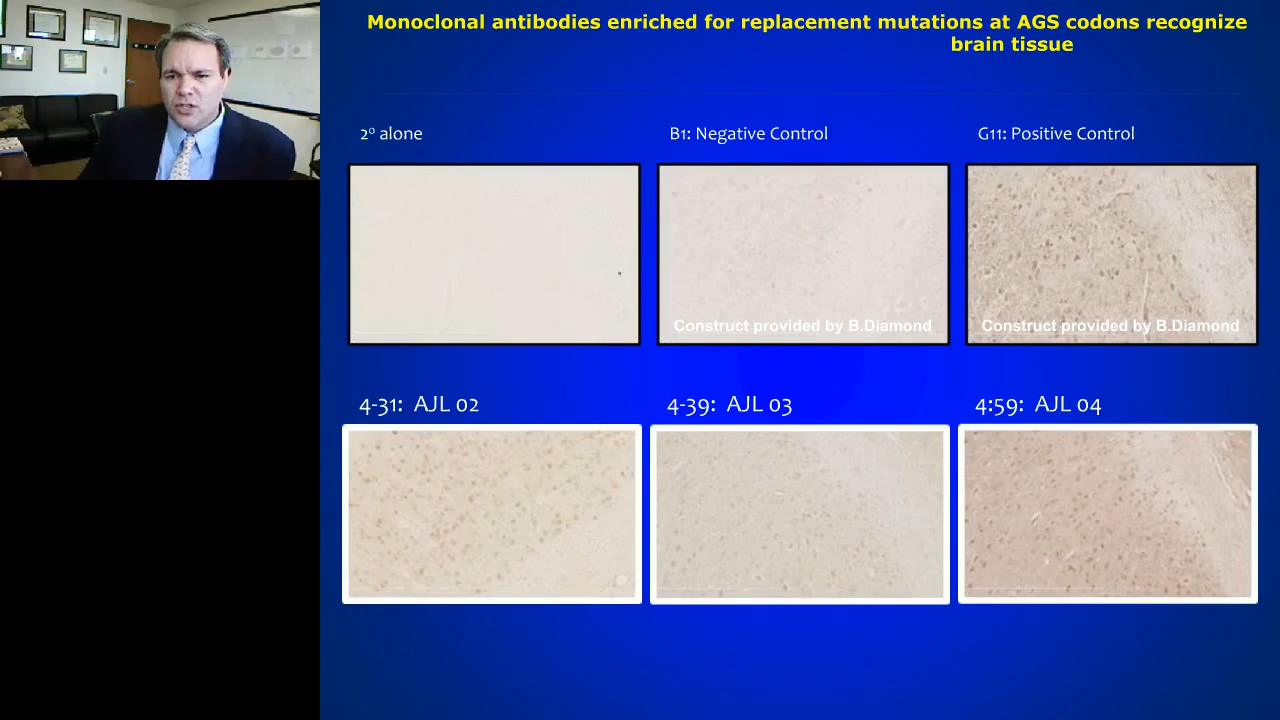 Monoclonal antibodies enriched for replacement mutations at AGS codons recognize
brain tissue
2° alone
B1: Negative Control
G11: Positive Control
Construct provided by B.Diamond
Construct provided by B.Diamond
4-31: AJL 02
4-39: AJL 03
4:59: AJL 04